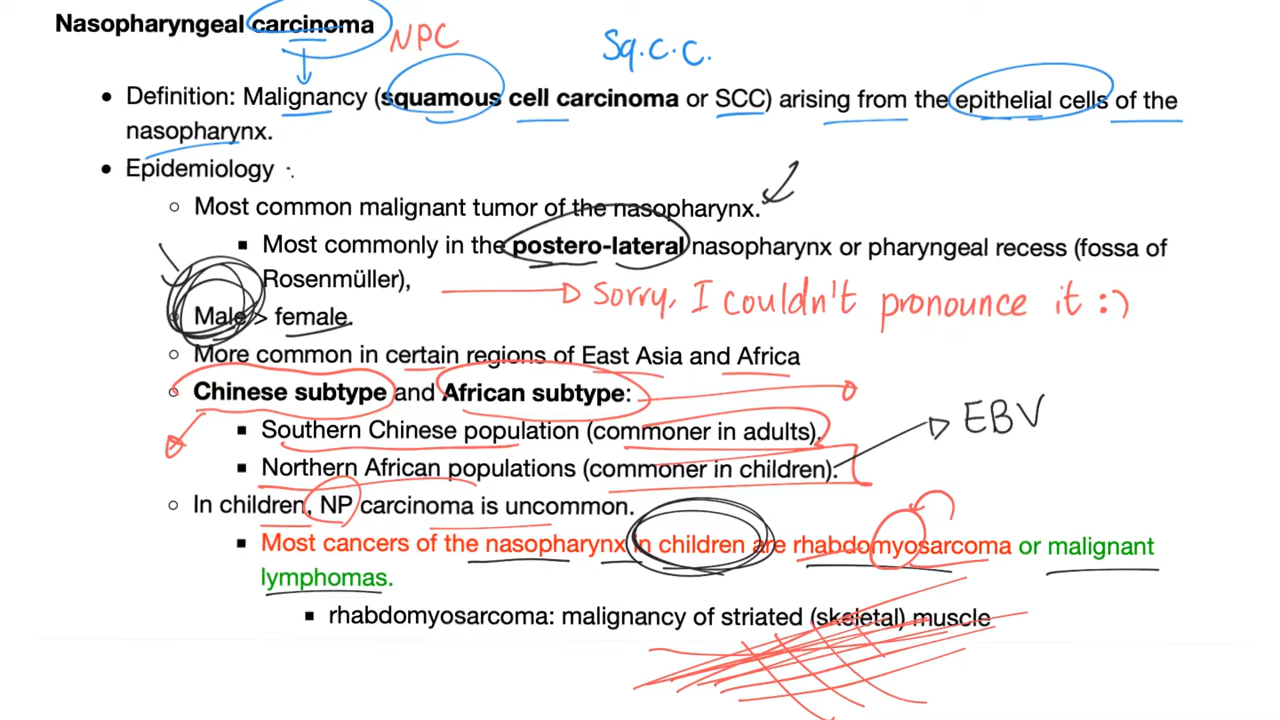 Nasopharyngeal carcinoma
NPC
Sq.c.c.
• Definition: Malignancy (squamous cell carcinoma or SCC) arising from the epithelial cells of the
nasopharynx.
• Epidemiology :
○ Most common malignant tumor of the nasopharynx.
▪ Most commonly in the postero-lateral nasopharynx or pharyngeal recess (fossa of
Rosenmüller),
Sorry, I couldn't pronounce it :)
○ Male > female.
○ More common in certain regions of East Asia and Africa
○ Chinese subtype and African subtype:
▪ Southern Chinese population (commoner in adults).
EBV
▪ Northern African populations (commoner in children).
○ In children, NP carcinoma is uncommon.
▪ Most cancers of the nasopharynx in children are rhabdomyosarcoma or malignant
lymphomas.
▪ rhabdomyosarcoma: malignancy of striated (skeletal) muscle